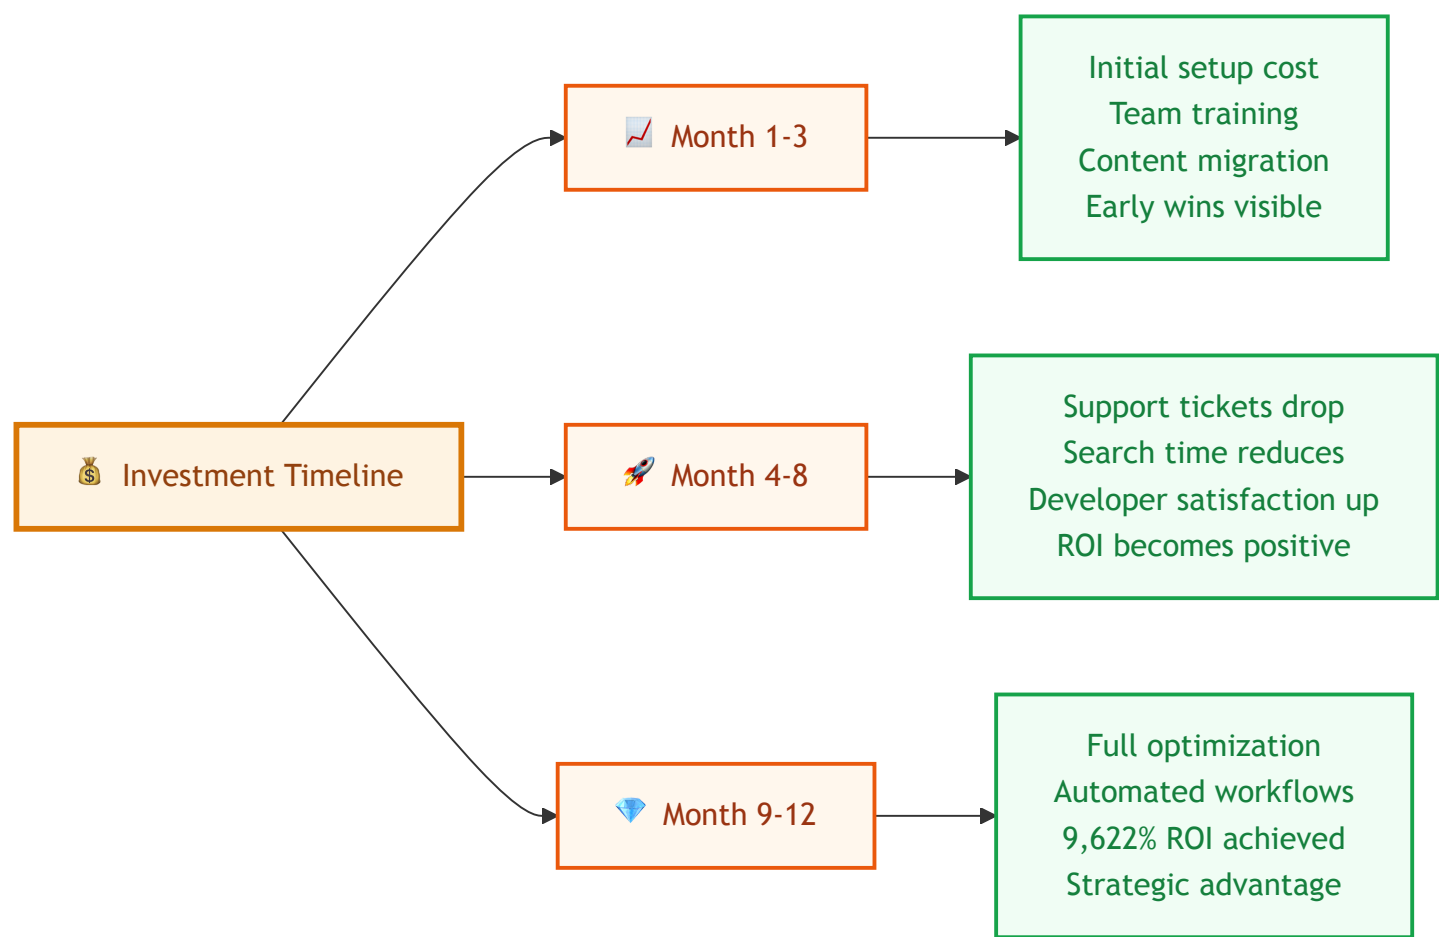 Investment Timeline
Month 1-3
Initial setup cost
Team training
Content migration
Early wins visible
Month 4-8
Support tickets drop
Search time reduces
Developer satisfaction up
ROI becomes positive
Month 9-12
Full optimization
Automated workflows
9,622% ROI achieved
Strategic advantage